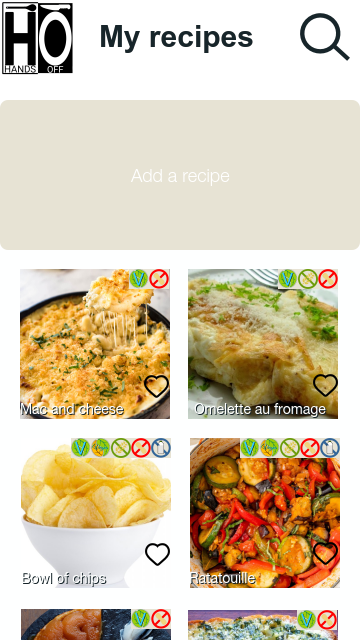 HO
HANDS OFF
My recipes
Add a recipe
Mac and cheese
Omelette au fromage
Bowl of chips
Ratatouille